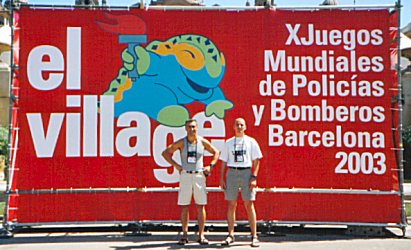 el
village
XJuegos
Mundiales
de Policías
y Bomberos
Barcelona
2003